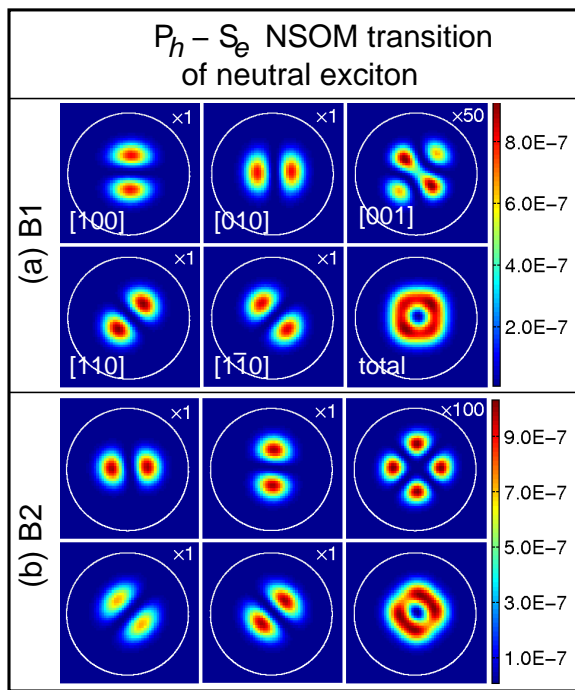 P_h – S_e NSOM transition
of neutral exciton
(a) B1
×1
×1
×50
[100]
[010]
[001]
×1
×1
[110]
[11̅0]
total
8.0E-7
6.0E-7
4.0E-7
2.0E-7
(b) B2
×1
×1
×100
×1
×1
9.0E-7
7.0E-7
5.0E-7
3.0E-7
1.0E-7